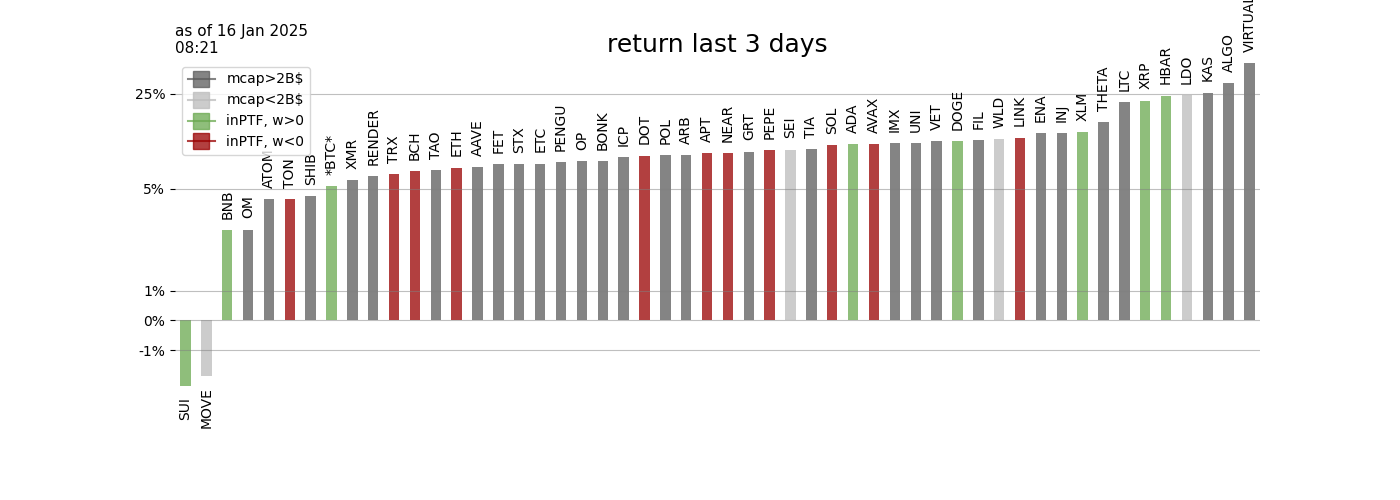 as of 16 Jan 2025
08:21
return last 3 days
mcap>2B$
mcap<2B$
inPTF, w>0
inPTF, w<0
25%
5%
1%
0%
-1%
SUI
MOVE
BNB
OM
ATOM
TON
SHIB
*BTC*
XMR
RENDER
TRX
BCH
TAO
ETH
AAVE
FET
STX
ETC
PENGU
OP
BONK
ICP
DOT
POL
ARB
APT
NEAR
GRT
PEPE
SEI
TIA
SOL
ADA
AVAX
IMX
UNI
VET
DOGE
FIL
WLD
LINK
ENA
INJ
XLM
THETA
LTC
XRP
HBAR
LDO
KAS
ALGO
VIRTUAL